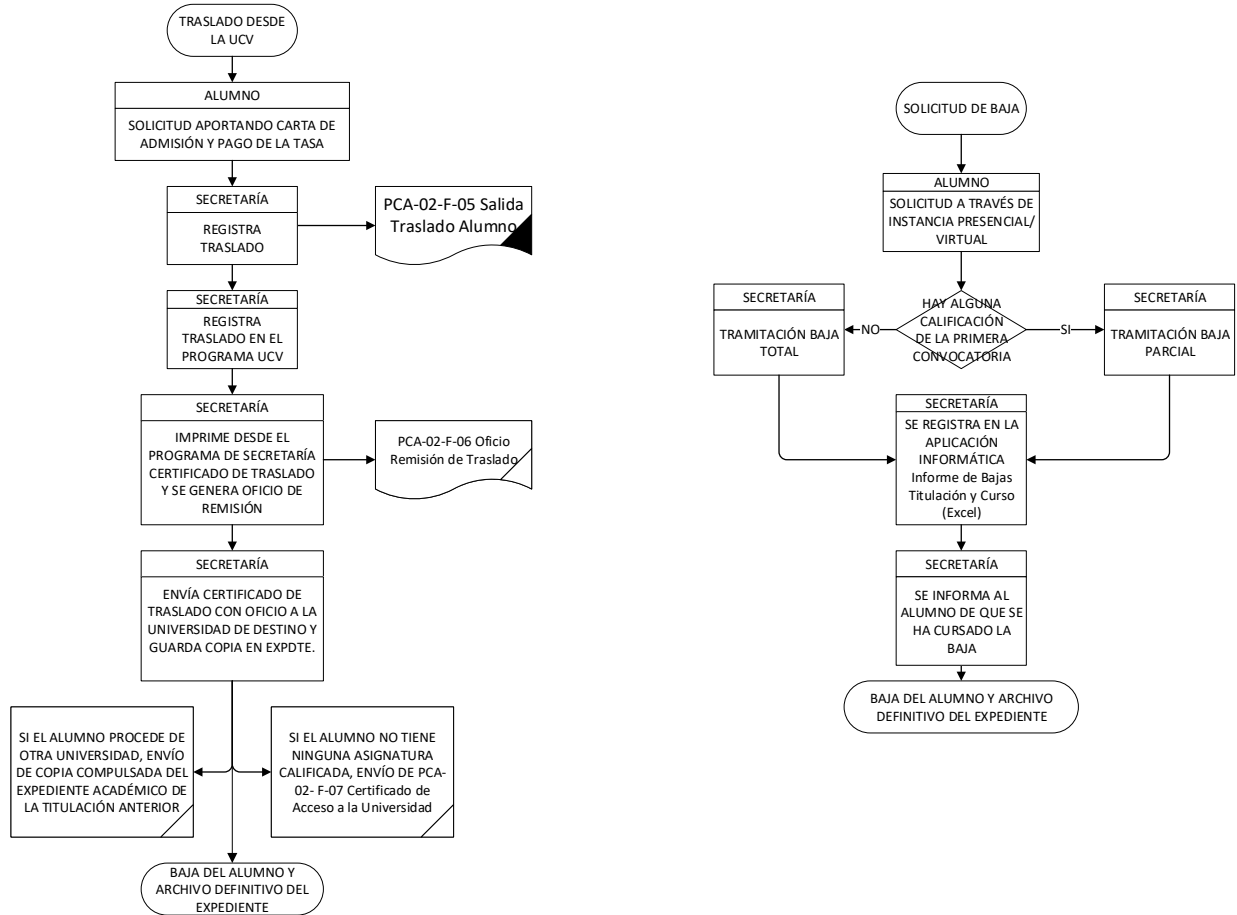 TRASLADO DESDE
LA UCV
ALUMNO
SOLICITUD APORTANDO CARTA DE
ADMISIÓN Y PAGO DE LA TASA
SECRETARÍA
REGISTRA
TRASLADO
PCA-02-F-05 Salida
Traslado Alumno
SECRETARÍA
REGISTRA
TRASLADO EN EL
PROGRAMA UCV
SECRETARÍA
IMPRIME DESDE EL
PROGRAMA DE SECRETARÍA
CERTIFICADO DE TRASLADO
Y SE GENERA OFICIO DE
REMISIÓN
PCA-02-F-06 Oficio
Remisión de Traslado
SECRETARÍA
ENVÍA CERTIFICADO DE
TRASLADO CON OFICIO A LA
UNIVERSIDAD DE DESTINO Y
GUARDA COPIA EN EXPDTE.
SI EL ALUMNO PROCEDE DE
OTRA UNIVERSIDAD, ENVÍO
DE COPIA COMPULSADA DEL
EXPEDIENTE ACADÉMICO DE
LA TITULACIÓN ANTERIOR
SI EL ALUMNO NO TIENE
NINGUNA ASIGNATURA
CALIFICADA, ENVÍO DE PCA-
02- F-07 Certificado de
Acceso a la Universidad
BAJA DEL ALUMNO Y
ARCHIVO DEFINITIVO DEL
EXPEDIENTE
SOLICITUD DE BAJA
ALUMNO
SOLICITUD A TRAVÉS DE
INSTANCIA PRESENCIAL/
VIRTUAL
HAY ALGUNA
CALIFICACIÓN
DE LA PRIMERA
CONVOCATORIA
NO
SI
SECRETARÍA
TRAMITACIÓN BAJA
TOTAL
SECRETARÍA
TRAMITACIÓN BAJA
PARCIAL
SECRETARÍA
SE REGISTRA EN LA
APLICACIÓN
INFORMÁTICA
Informe de Bajas
Titulación y Curso
(Excel)
SECRETARÍA
SE INFORMA AL
ALUMNO DE QUE SE
HA CURSADO LA
BAJA
BAJA DEL ALUMNO Y ARCHIVO
DEFINITIVO DEL EXPEDIENTE